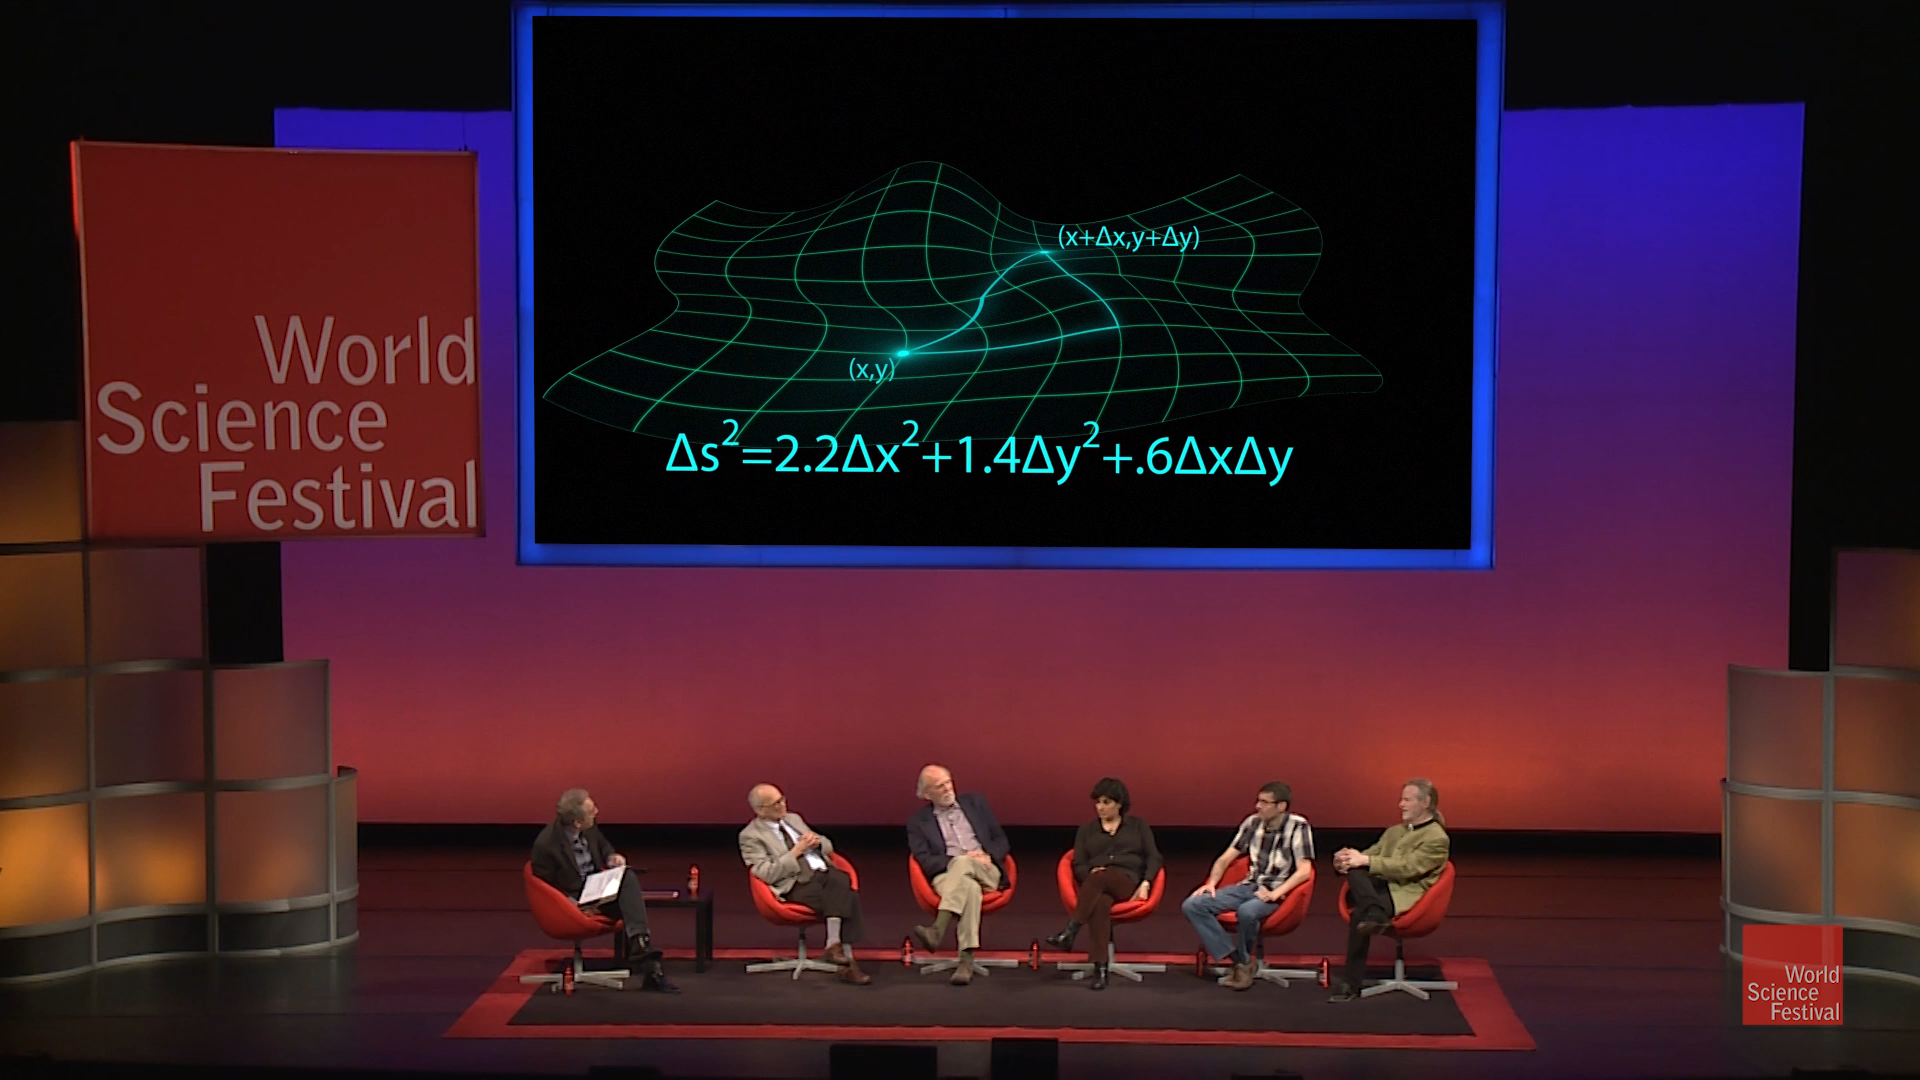 World
Science
Festival
(x+Δx,y+Δy)
(x,y)
Δs²=2.2Δx²+1.4Δy²+.6ΔxΔy
World
Science
Festival